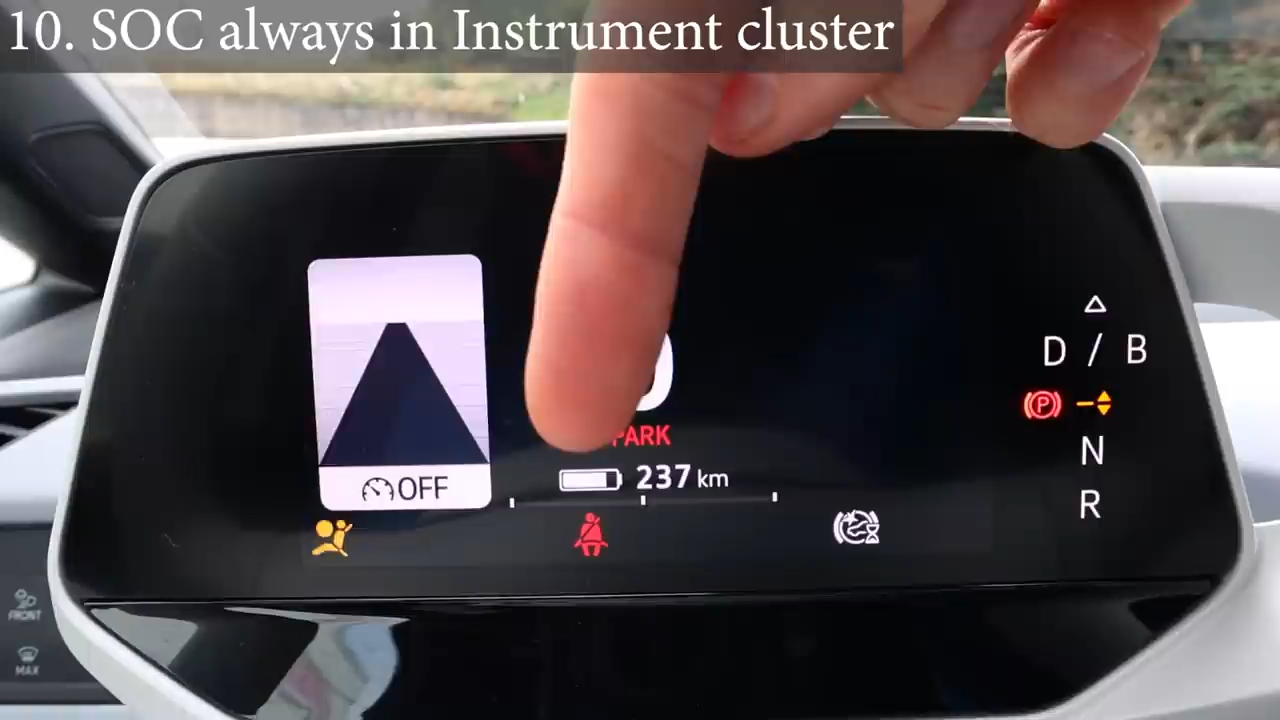 10. SOC always in Instrument cluster
D / B
P
PARK
N
237 km
OFF
R
FRONT
MAX